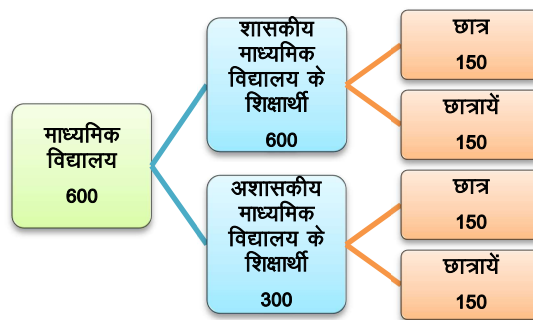 माध्यमिक
विद्यालय
600
शासकीय
माध्यमिक
विद्यालय के
शिक्षार्थी
600
छात्र
150
छात्रायें
150
अशासकीय
माध्यमिक
विद्यालय के
शिक्षार्थी
300
छात्र
150
छात्रायें
150